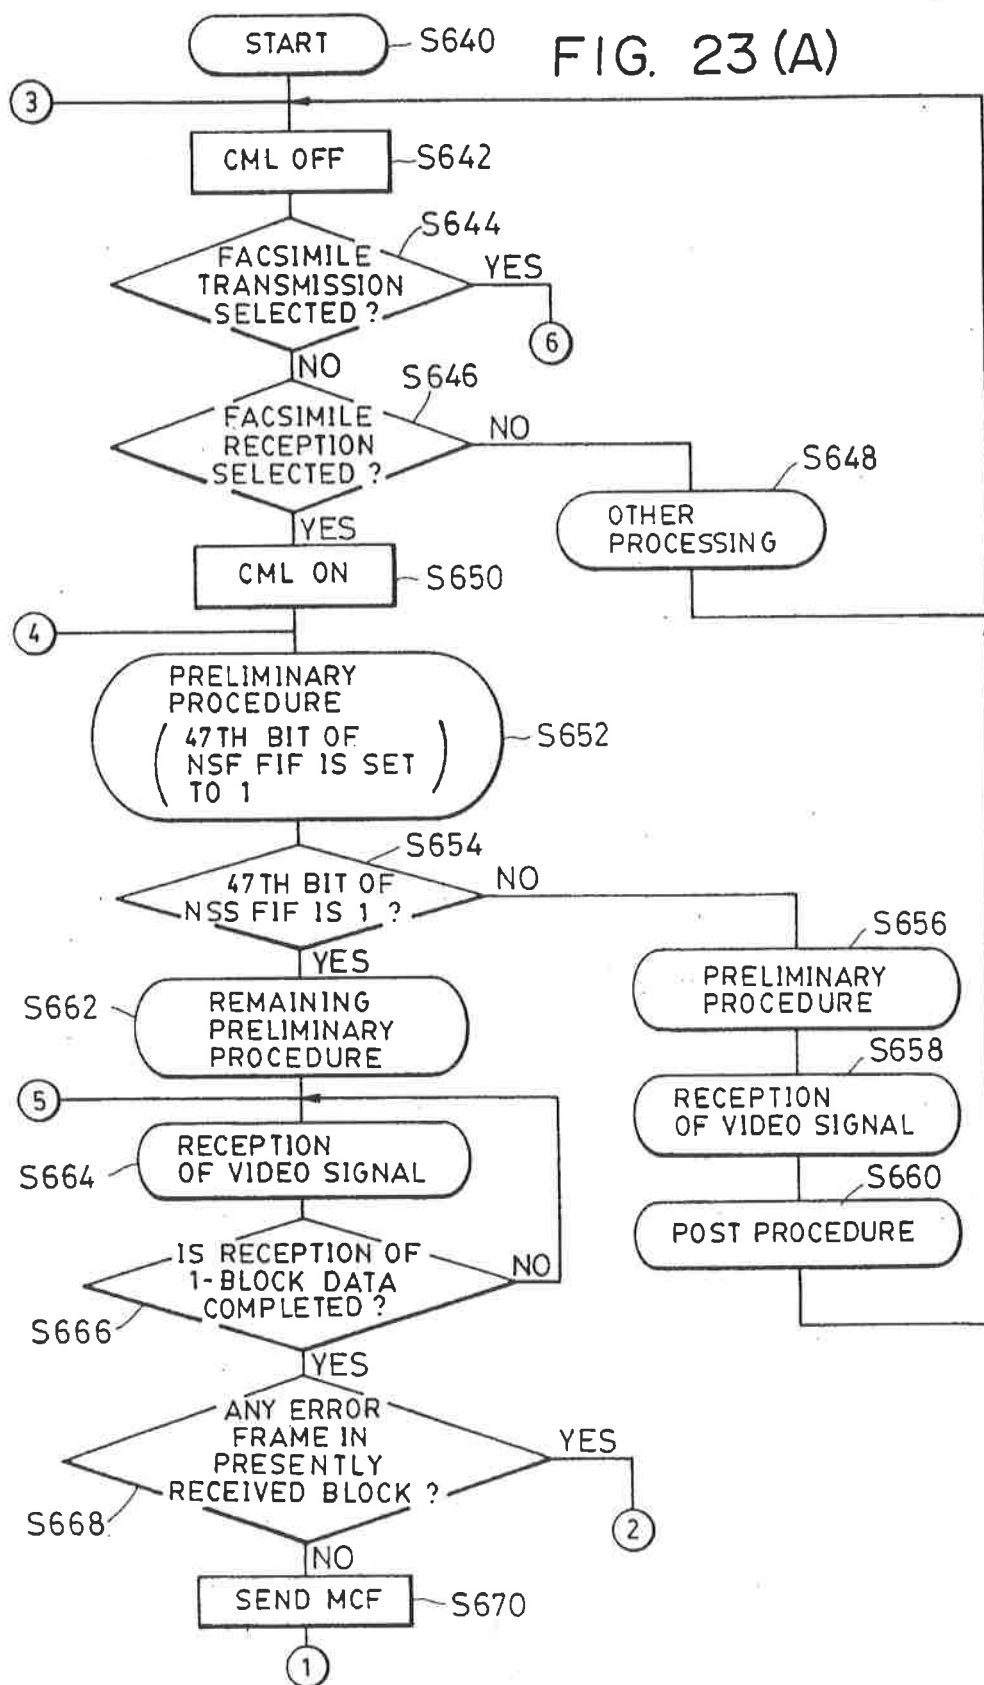 START
S640
FIG. 23 (A)
3
CML OFF
S642
S644
FACSIMILE
TRANSMISSION
SELECTED ?
YES
6
NO
S646
FACSIMILE
RECEPTION
SELECTED ?
NO
S648
OTHER
PROCESSING
YES
CML ON
S650
4
PRELIMINARY
PROCEDURE
( 47TH BIT OF
NSF FIF IS SET
TO 1 )
S652
S654
47TH BIT OF
NSS FIF IS 1 ?
NO
S656
PRELIMINARY
PROCEDURE
YES
S662
REMAINING
PRELIMINARY
PROCEDURE
S658
RECEPTION
OF VIDEO SIGNAL
5
S664
RECEPTION
OF VIDEO SIGNAL
S660
POST PROCEDURE
IS RECEPTION OF
1-BLOCK DATA
COMPLETED ?
NO
S666
YES
ANY ERROR
FRAME IN
PRESENTLY
RECEIVED BLOCK ?
YES
S668
2
NO
SEND MCF
S670
1